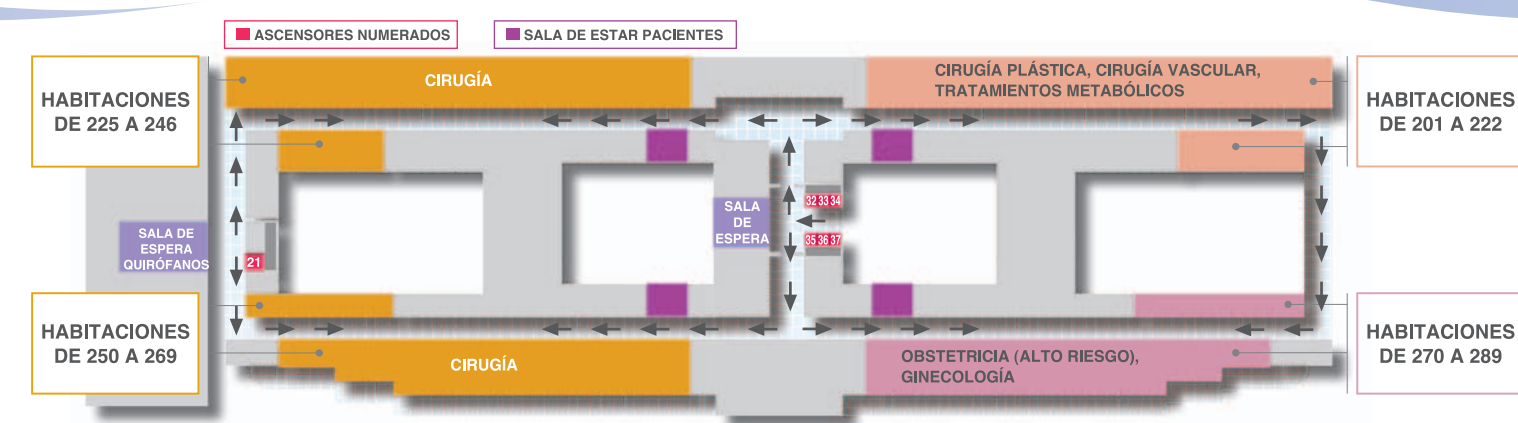 ASCENSORES NUMERADOS
SALA DE ESTAR PACIENTES
HABITACIONES
DE 225 A 246
CIRUGÍA
CIRUGÍA PLÁSTICA, CIRUGÍA VASCULAR,
TRATAMIENTOS METABÓLICOS
HABITACIONES
DE 201 A 222
SALA DE
ESPERA
QUIRÓFANOS
21
SALA
DE
ESPERA
32 33 34
35 36 37
HABITACIONES
DE 250 A 269
CIRUGÍA
OBSTETRICIA (ALTO RIESGO),
GINECOLOGÍA
HABITACIONES
DE 270 A 289